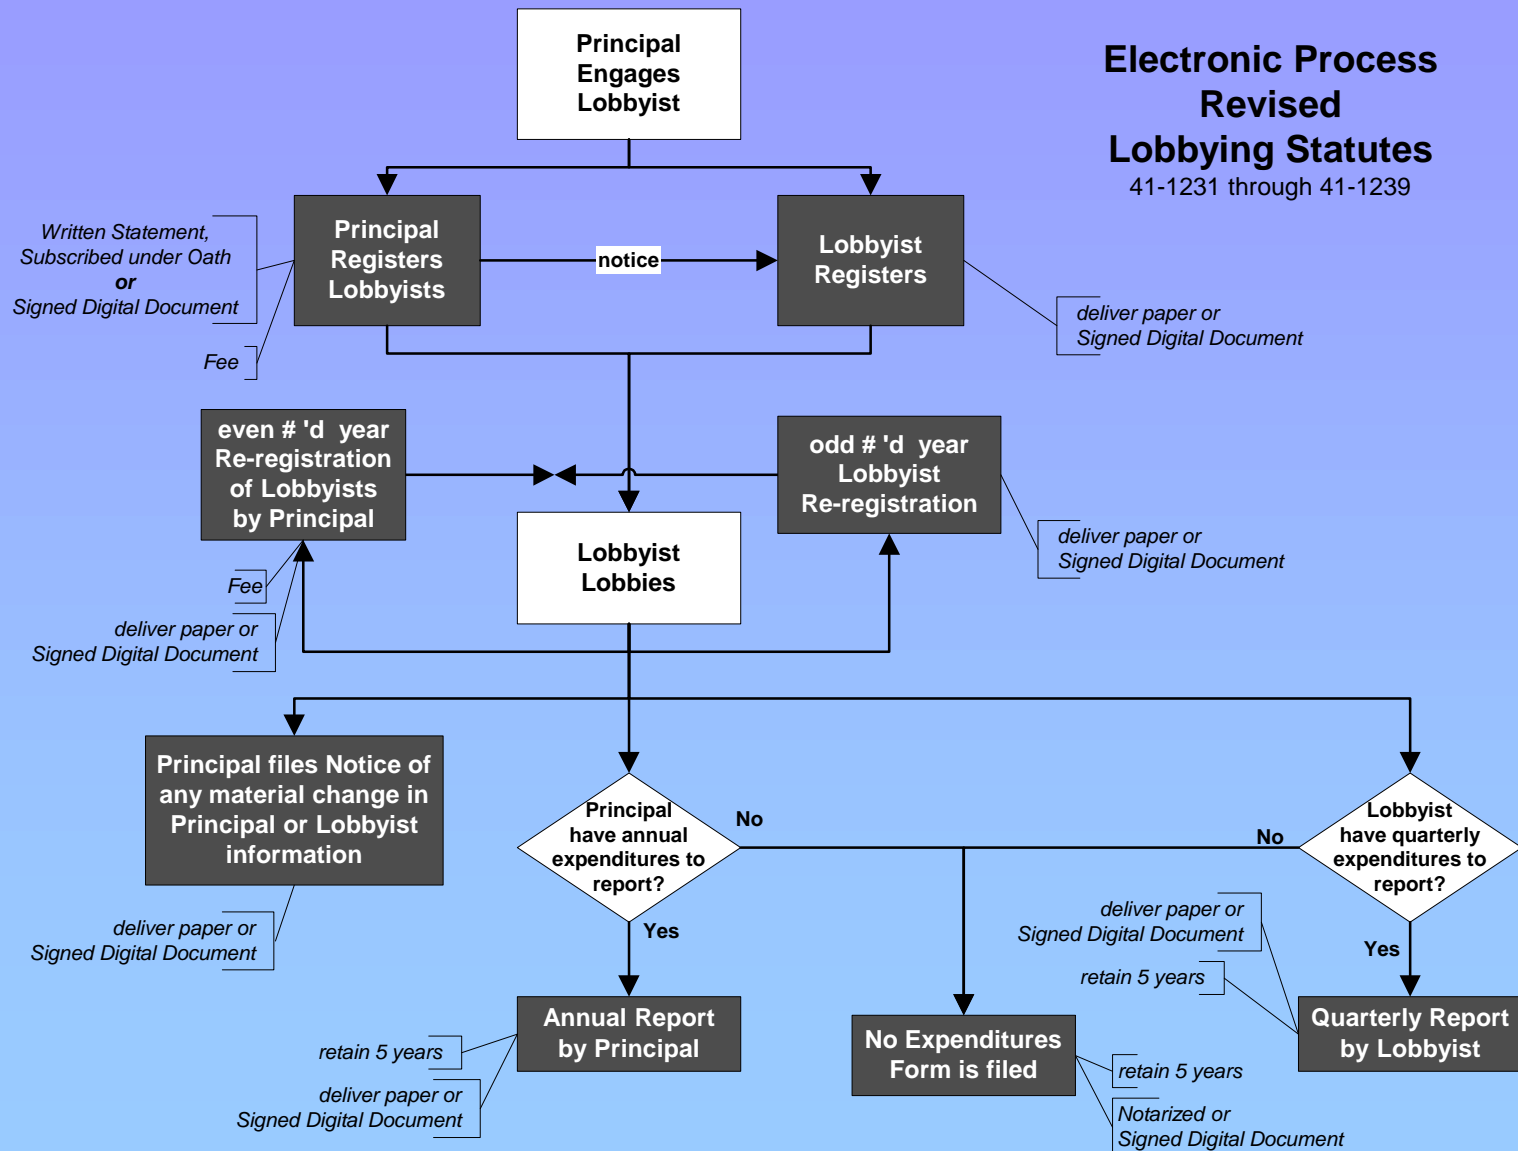 Principal
Engages
Lobbyist
Electronic Process
Revised
Lobbying Statutes
41-1231 through 41-1239
Written Statement,
Subscribed under Oath
or
Signed Digital Document
Fee
Principal
Registers
Lobbyists
notice
Lobbyist
Registers
deliver paper or
Signed Digital Document
even # 'd year
Re-registration
of Lobbyists
by Principal
odd # 'd year
Lobbyist
Re-registration
deliver paper or
Signed Digital Document
Fee
deliver paper or
Signed Digital Document
Lobbyist
Lobbies
Principal files Notice of
any material change in
Principal or Lobbyist
information
deliver paper or
Signed Digital Document
Principal
have annual
expenditures to
report?
No
Yes
No
Lobbyist
have quarterly
expenditures to
report?
Yes
deliver paper or
Signed Digital Document
retain 5 years
Annual Report
by Principal
retain 5 years
deliver paper or
Signed Digital Document
No Expenditures
Form is filed
retain 5 years
Notarized or
Signed Digital Document
Quarterly Report
by Lobbyist